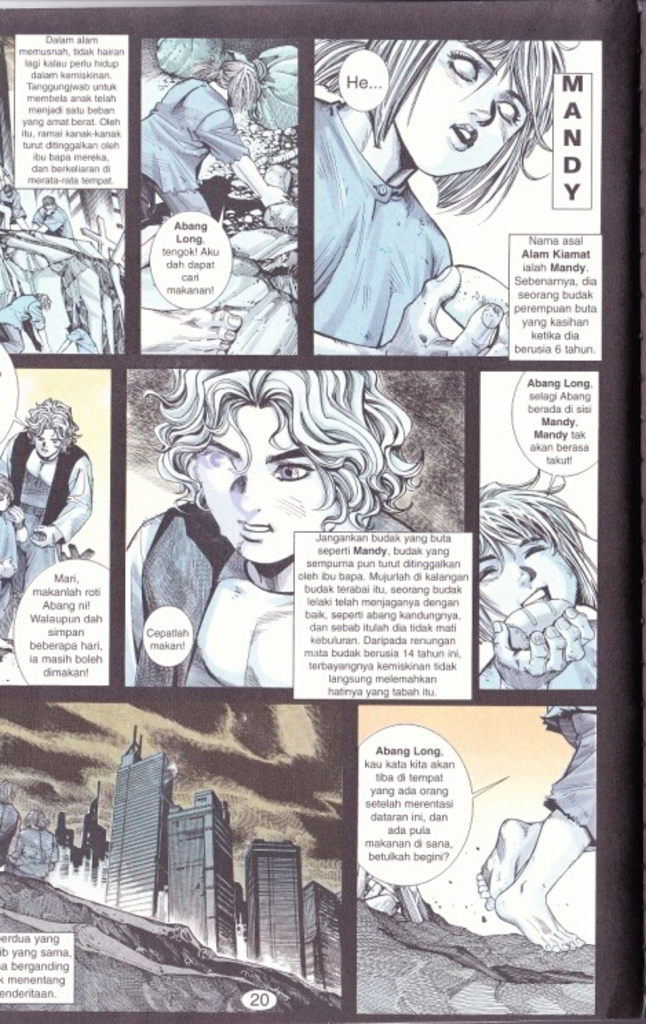 Dalam alam
memusnah, tidak hairan
lagi kalau perlu hidup
dalam kemiskinan.
Tanggungjwab untuk
membela anak telah
menjadi satu beban
yang amat berat. Oleh
itu, ramai kanak-kanak
turut ditinggalkan oleh
ibu bapa mereka,
dan berkeliaran di
merata-rata tempat.
Abang
Long,
tengok! Aku
dah dapat
cari
makanan!
He...
MANDY
Nama asal
Alam Kiamat
ialah Mandy.
Sebenarnya, dia
seorang budak
perempuan buta
yang kasihan
ketika dia
berusia 6 tahun.
Mari,
makanlah roti
Abang ni!
Walaupun dah
simpan
beberapa hari,
ia masih boleh
dimakan!
Cepatlah
makan!
Jangankan budak yang buta
seperti Mandy, budak yang
sempurna pun turut ditinggalkan
oleh ibu bapa. Mujurlah di kalangan
budak terabai itu, seorang budak
lelaki telah menjaganya dengan
baik, seperti abang kandungnya,
dan sebab itulah dia tidak mati
kebuluran. Daripada renungan
mata budak berusia 14 tahun ini,
terbayangnya kemiskinan tidak
langsung melemahkan
hatinya yang tabah itu.
Abang Long,
selagi Abang
berada di sisi
Mandy,
Mandy tak
akan berasa
takut!
erdua yang
ib yang sama,
a berganding
k menentang
enderitaan.
Abang Long,
kau kata kita akan
tiba di tempat
yang ada orang
setelah merentasi
dataran ini, dan
ada pula
makanan di sana,
betulkah begini?
20